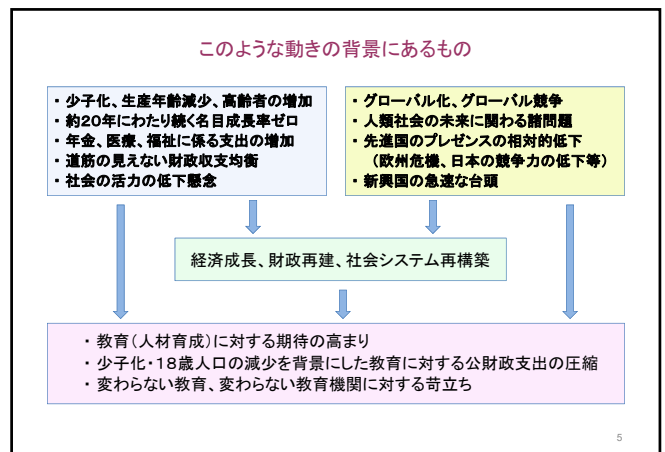 このような動きの背景にあるもの
・ 少子化、生産年齢減少、高齢者の増加
・ 約20年にわたり続く名目成長率ゼロ
・ 年金、医療、福祉に係る支出の増加
・ 道筋の見えない財政収支均衡
・ 社会の活力の低下懸念
・ グローバル化、グローバル競争
・ 人類社会の未来に関わる諸問題
・ 先進国のプレゼンスの相対的低下
（欧州危機、日本の競争力の低下等）
・ 新興国の急速な台頭
経済成長、財政再建、社会システム再構築
・ 教育（人材育成）に対する期待の高まり
・ 少子化・18歳人口の減少を背景にした教育に対する公財政支出の圧縮
・ 変わらない教育、変わらない教育機関に対する苛立ち
5